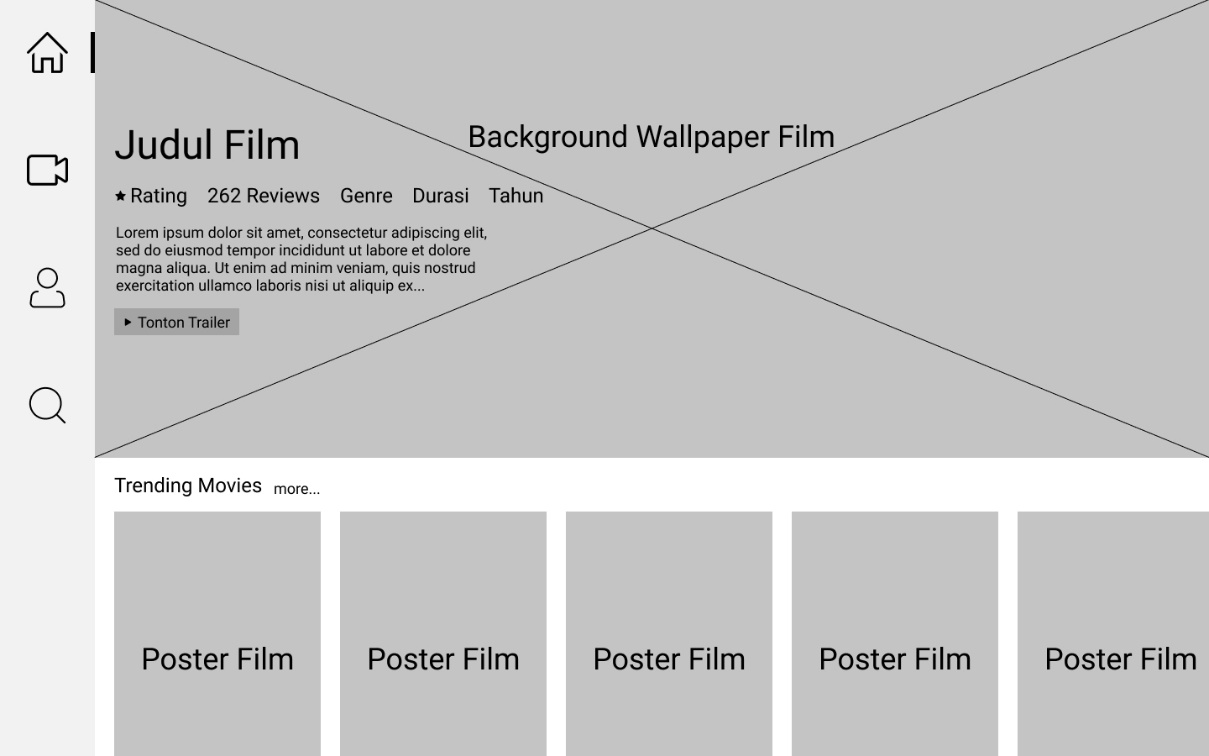 Background Wallpaper Film
Judul Film
Rating 262 Reviews Genre Durasi Tahun
Lorem ipsum dolor sit amet, consectetur adipiscing elit,
sed do eiusmod tempor incididunt ut labore et dolore
magna aliqua. Ut enim ad minim veniam, quis nostrud
exercitation ullamco laboris nisi ut aliquip ex...
Tonton Trailer
Trending Movies more...
Poster Film Poster Film Poster Film Poster Film Poster Film